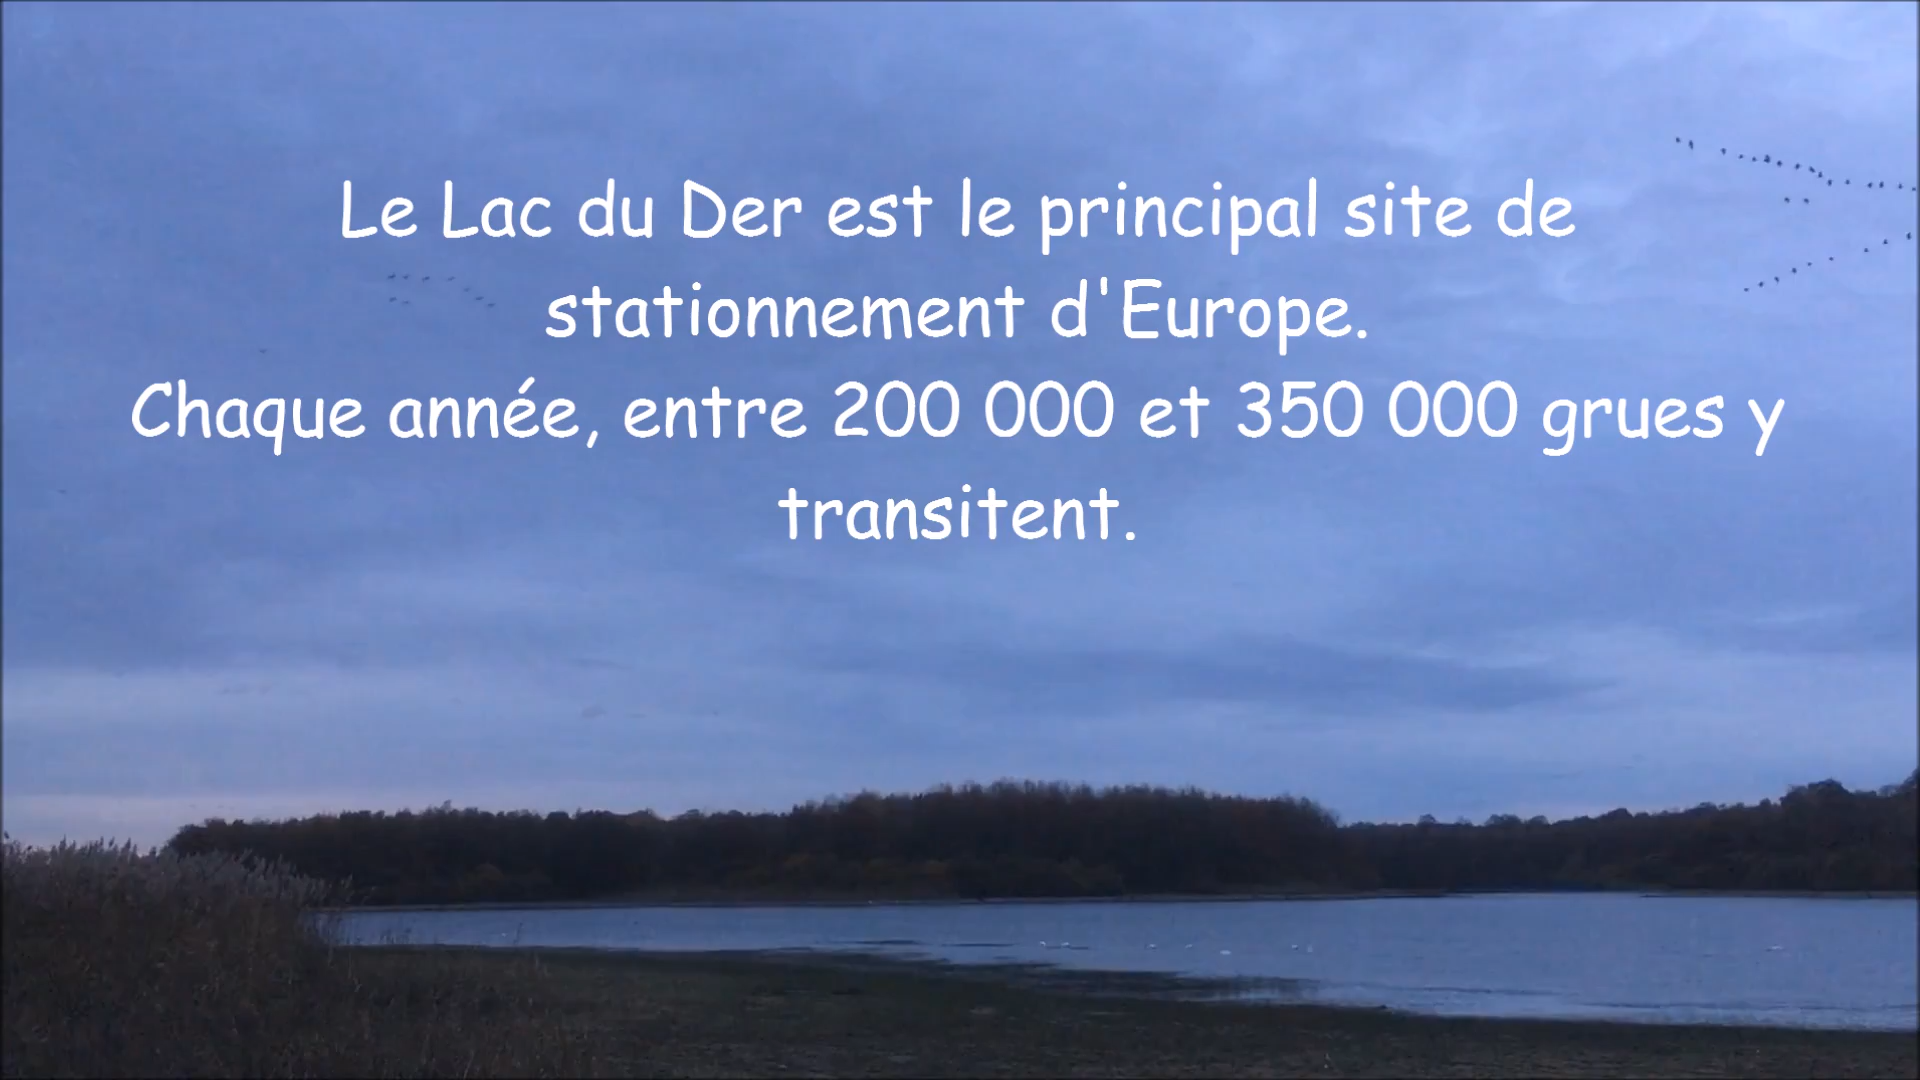 Le Lac du Der est le principal site de
stationnement d'Europe.
Chaque année, entre 200 000 et 350 000 grues y
transitent.